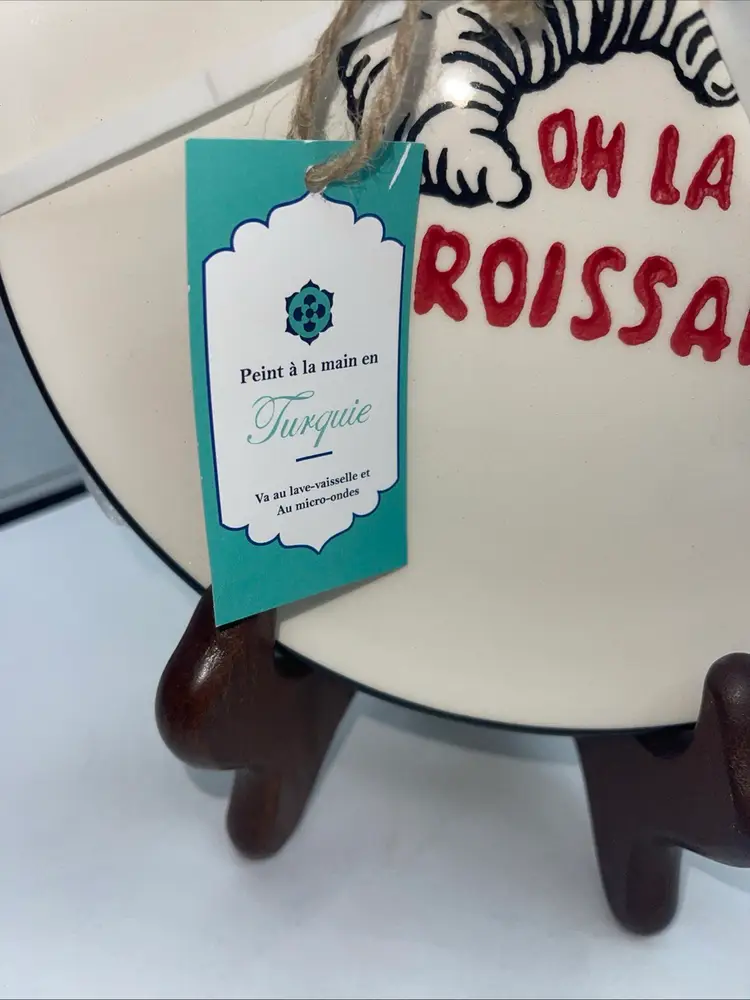 OH LA
ROISSA
Peint à la main en
Turquie
Va au lave-vaisselle et
Au micro-ondes